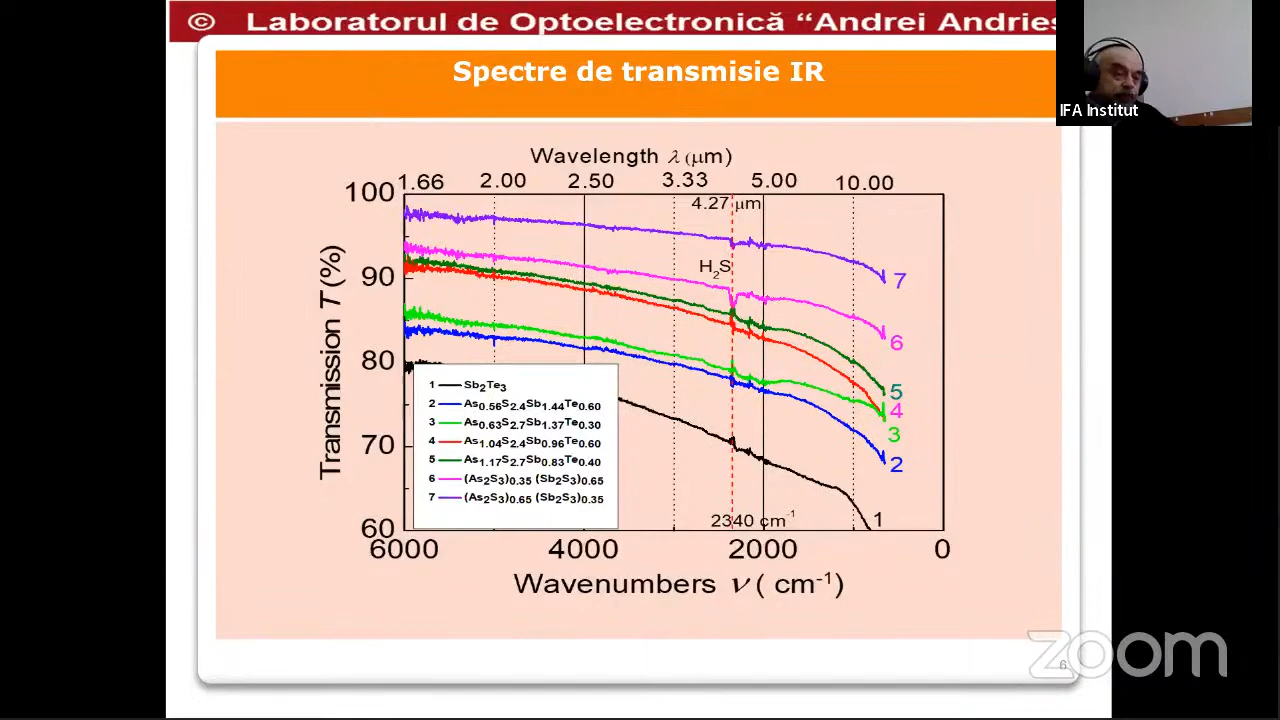 © Laboratorul de Optoelectronică “Andrei Andries
Spectre de transmisie IR
IFA Institut
Wavelength λ (μm)
1.66 2.00 2.50 3.33 5.00 10.00
4.27 μm
H2S
Transmission T (%)
100
90
80
70
60
7
6
5
4
3
2
1
1 Sb2Te3
2 As0.56S2.4Sb1.44Te0.60
3 As0.63S2.7Sb1.37Te0.30
4 As1.04S2.4Sb0.96Te0.60
5 As1.17S2.7Sb0.83Te0.40
6 (As2S3)0.35 (Sb2S3)0.65
7 (As2S3)0.65 (Sb2S3)0.35
2340 cm-1
6000 4000 2000 0
Wavenumbers ν ( cm-1)
6
zoom